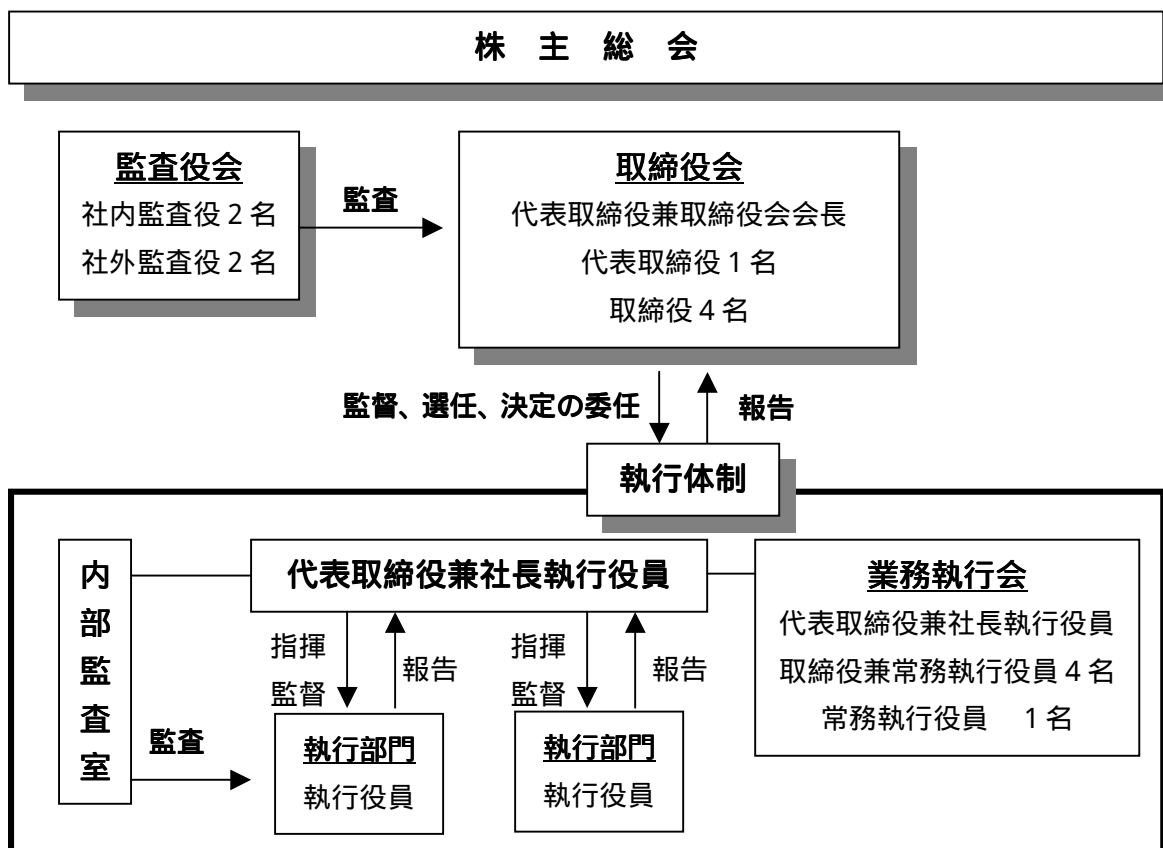 株 主 総 会
監査役会
社内監査役2名
社外監査役2名
監査
取締役会
代表取締役兼取締役会会長
代表取締役1名
取締役4名
監督、選任、決定の委任
報告
執行体制
内部監査室
代表取締役兼社長執行役員
業務執行会
代表取締役兼社長執行役員
取締役兼常務執行役員4名
常務執行役員 1名
指揮
監督
報告
指揮
監督
報告
監査
執行部門
執行役員
執行部門
執行役員